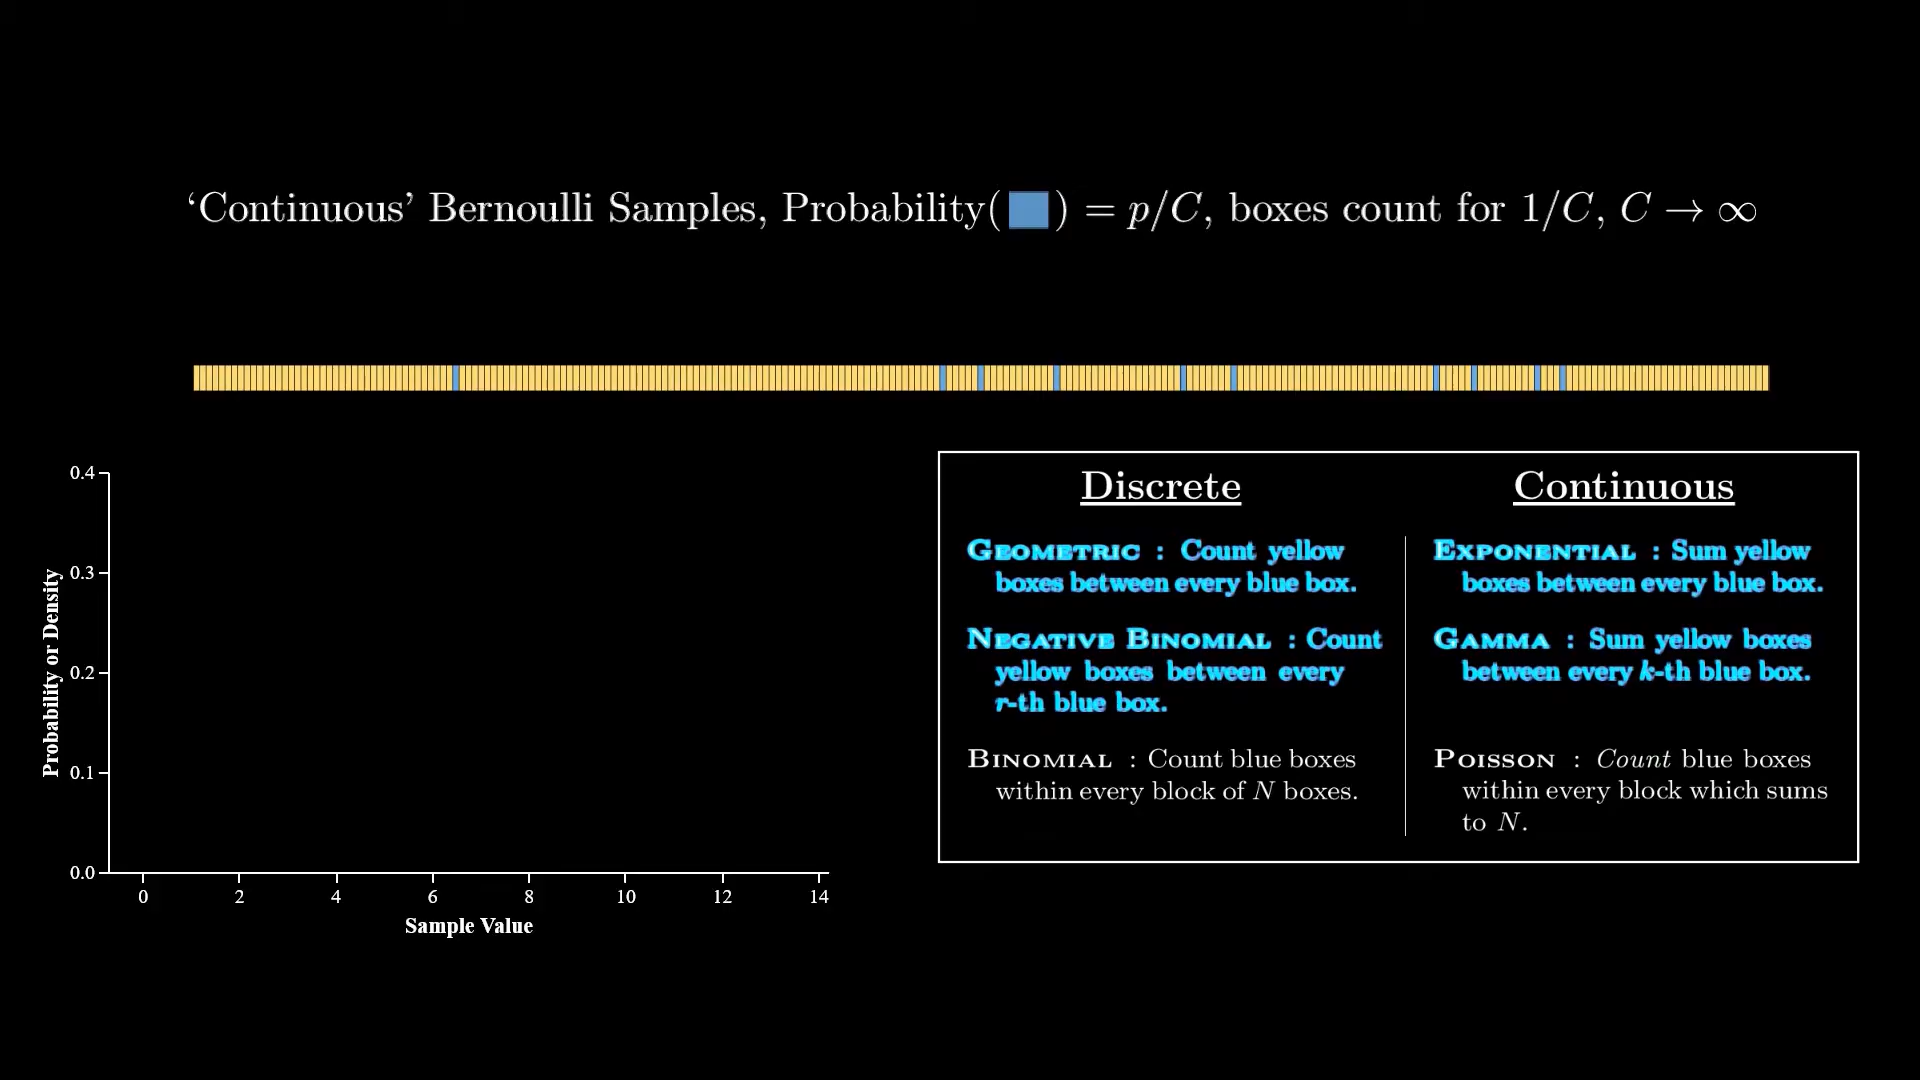 ‘Continuous’ Bernoulli Samples, Probability( ) = p/C, boxes count for 1/C, C → ∞
0.4
0.3
0.2
0.1
0.0
Probability or Density
0 2 4 6 8 10 12 14
Sample Value
Discrete
GEOMETRIC : Count yellow
boxes between every blue box.
NEGATIVE BINOMIAL : Count
yellow boxes between every
r-th blue box.
BINOMIAL : Count blue boxes
within every block of N boxes.
Continuous
EXPONENTIAL : Sum yellow
boxes between every blue box.
GAMMA : Sum yellow boxes
between every k-th blue box.
POISSON : Count blue boxes
within every block which sums
to N.